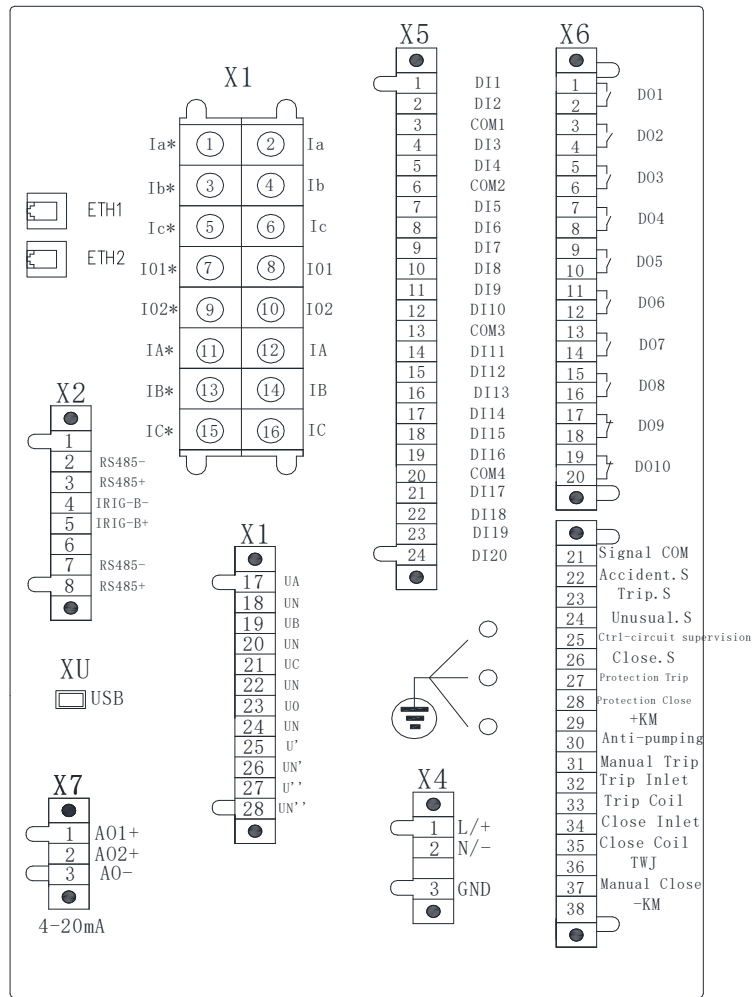 X1
Ia* 1 2 Ia
Ib* 3 4 Ib
Ic* 5 6 Ic
I01* 7 8 I01
I02* 9 10 I02
IA* 11 12 IA
IB* 13 14 IB
IC* 15 16 IC
ETH1
ETH2
X2
1
2 RS485-
3 RS485+
4 IRIG-B-
5 IRIG-B+
6
7 RS485-
8 RS485+
XU
USB
X7
1 AO1+
2 AO2+
3 AO-
4-20mA
X1
17 UA
18 UN
19 UB
20 UN
21 UC
22 UN
23 U0
24 UN
25 U'
26 UN'
27 U''
28 UN''
X5
1 DI1
2 DI2
3 COM1
4 DI3
5 DI4
6 COM2
7 DI5
8 DI6
9 DI7
10 DI8
11 DI9
12 DI10
13 COM3
14 DI11
15 DI12
16 DI13
17 DI14
18 DI15
19 DI16
20 COM4
21 DI17
22 DI18
23 DI19
24 DI20
X4
1 L/+
2 N/-
3 GND
X6
1
2 DO1
3
4 DO2
5
6 DO3
7
8 DO4
9
10 DO5
11
12 DO6
13
14 DO7
15
16 DO8
17
18 DO9
19
20 DO10
21 Signal COM
22 Accident.S
23 Trip.S
24 Unusual.S
25 Ctrl-circuit supervision
26 Close.S
27 Protection Trip
28 Protection Close
29 +KM
30 Anti-pumping
31 Manual Trip
32 Trip Inlet
33 Trip Coil
34 Close Inlet
35 Close Coil
36 TWJ
37 Manual Close
38 -KM